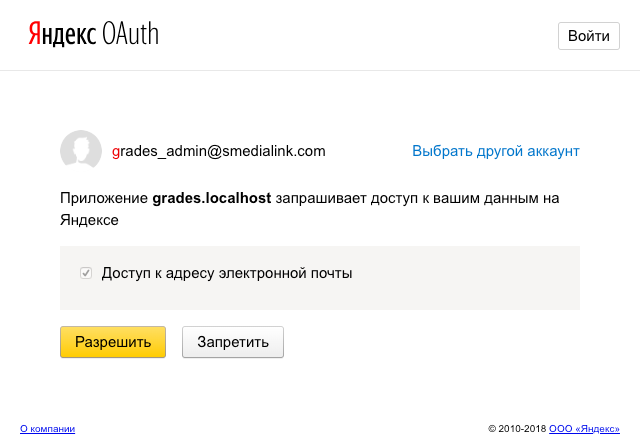 Яндекс OAuth
Войти
grades_admin@smedialink.com
Выбрать другой аккаунт
Приложение grades.localhost запрашивает доступ к вашим данным на
Яндексе
Доступ к адресу электронной почты
Разрешить
Запретить
О компании
© 2010-2018 ООО «Яндекс»